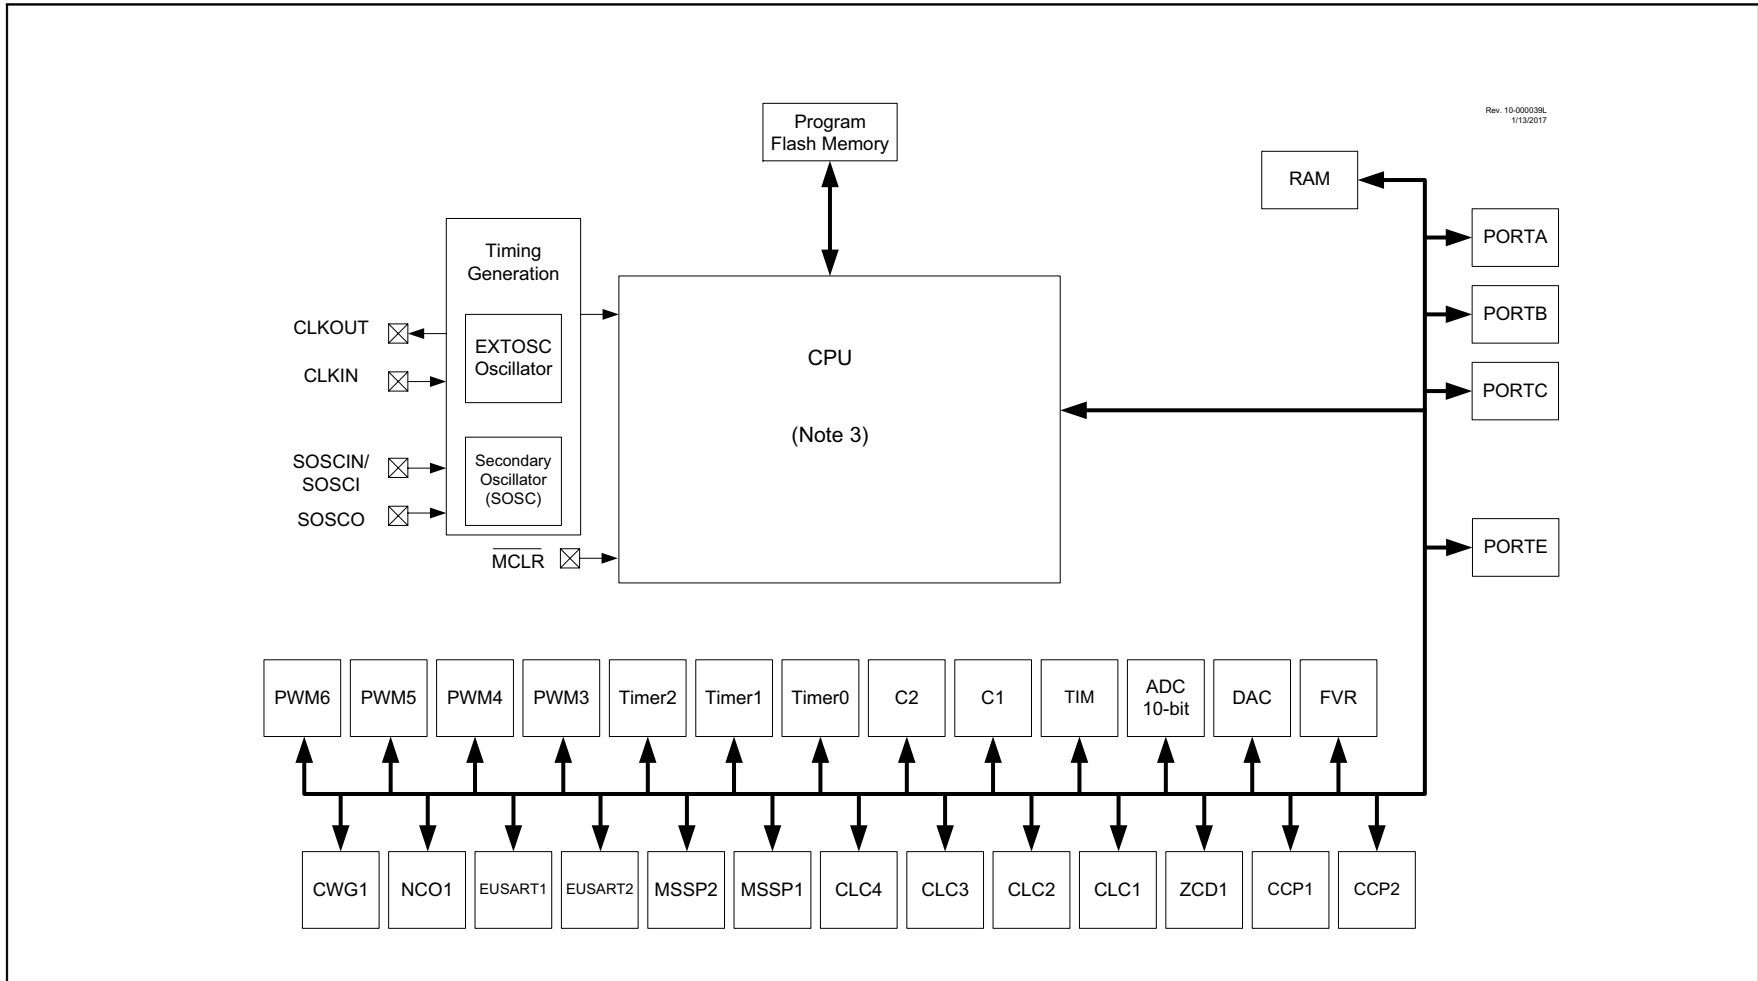 Program
Flash Memory
Rev. 10-000039L
1/13/2017
RAM
PORTA
Timing
Generation
PORTB
CLKOUT
EXTOSC
Oscillator
CPU
CLKIN
PORTC
(Note 3)
SOSCIN/
SOSCI
Secondary
Oscillator
(SOSC)
SOSCO
MCLR
PORTE
PWM6
PWM5
PWM4
PWM3
Timer2
Timer1
Timer0
C2
C1
TIM
ADC
10-bit
DAC
FVR
CWG1
NCO1
EUSART1
EUSART2
MSSP2
MSSP1
CLC4
CLC3
CLC2
CLC1
ZCD1
CCP1
CCP2